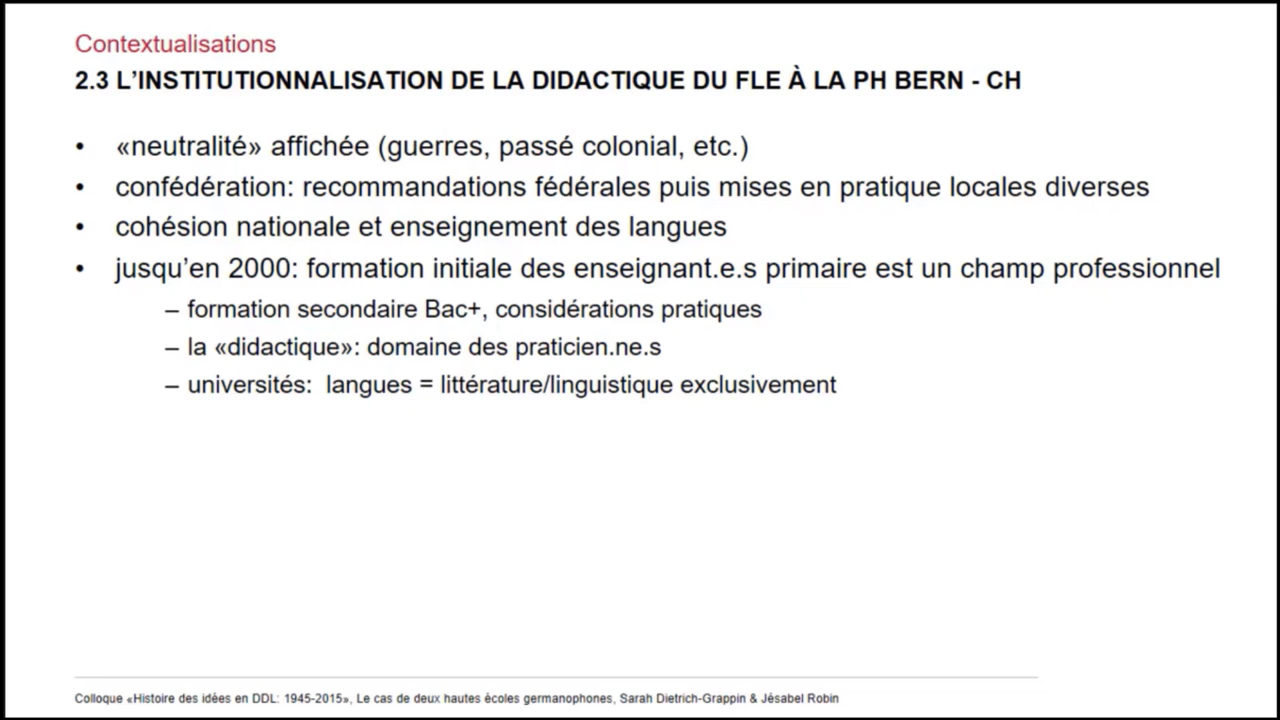 Contextualisations
2.3 L’INSTITUTIONNALISATION DE LA DIDACTIQUE DU FLE À LA PH BERN - CH
• «neutralité» affichée (guerres, passé colonial, etc.)
• confédération: recommandations fédérales puis mises en pratique locales diverses
• cohésion nationale et enseignement des langues
• jusqu’en 2000: formation initiale des enseignant.e.s primaire est un champ professionnel
– formation secondaire Bac+, considérations pratiques
– la «didactique»: domaine des praticien.ne.s
– universités: langues = littérature/linguistique exclusivement
Colloque «Histoire des idées en DDL: 1945-2015», Le cas de deux hautes écoles germanophones, Sarah Dietrich-Grappin & Jésabel Robin